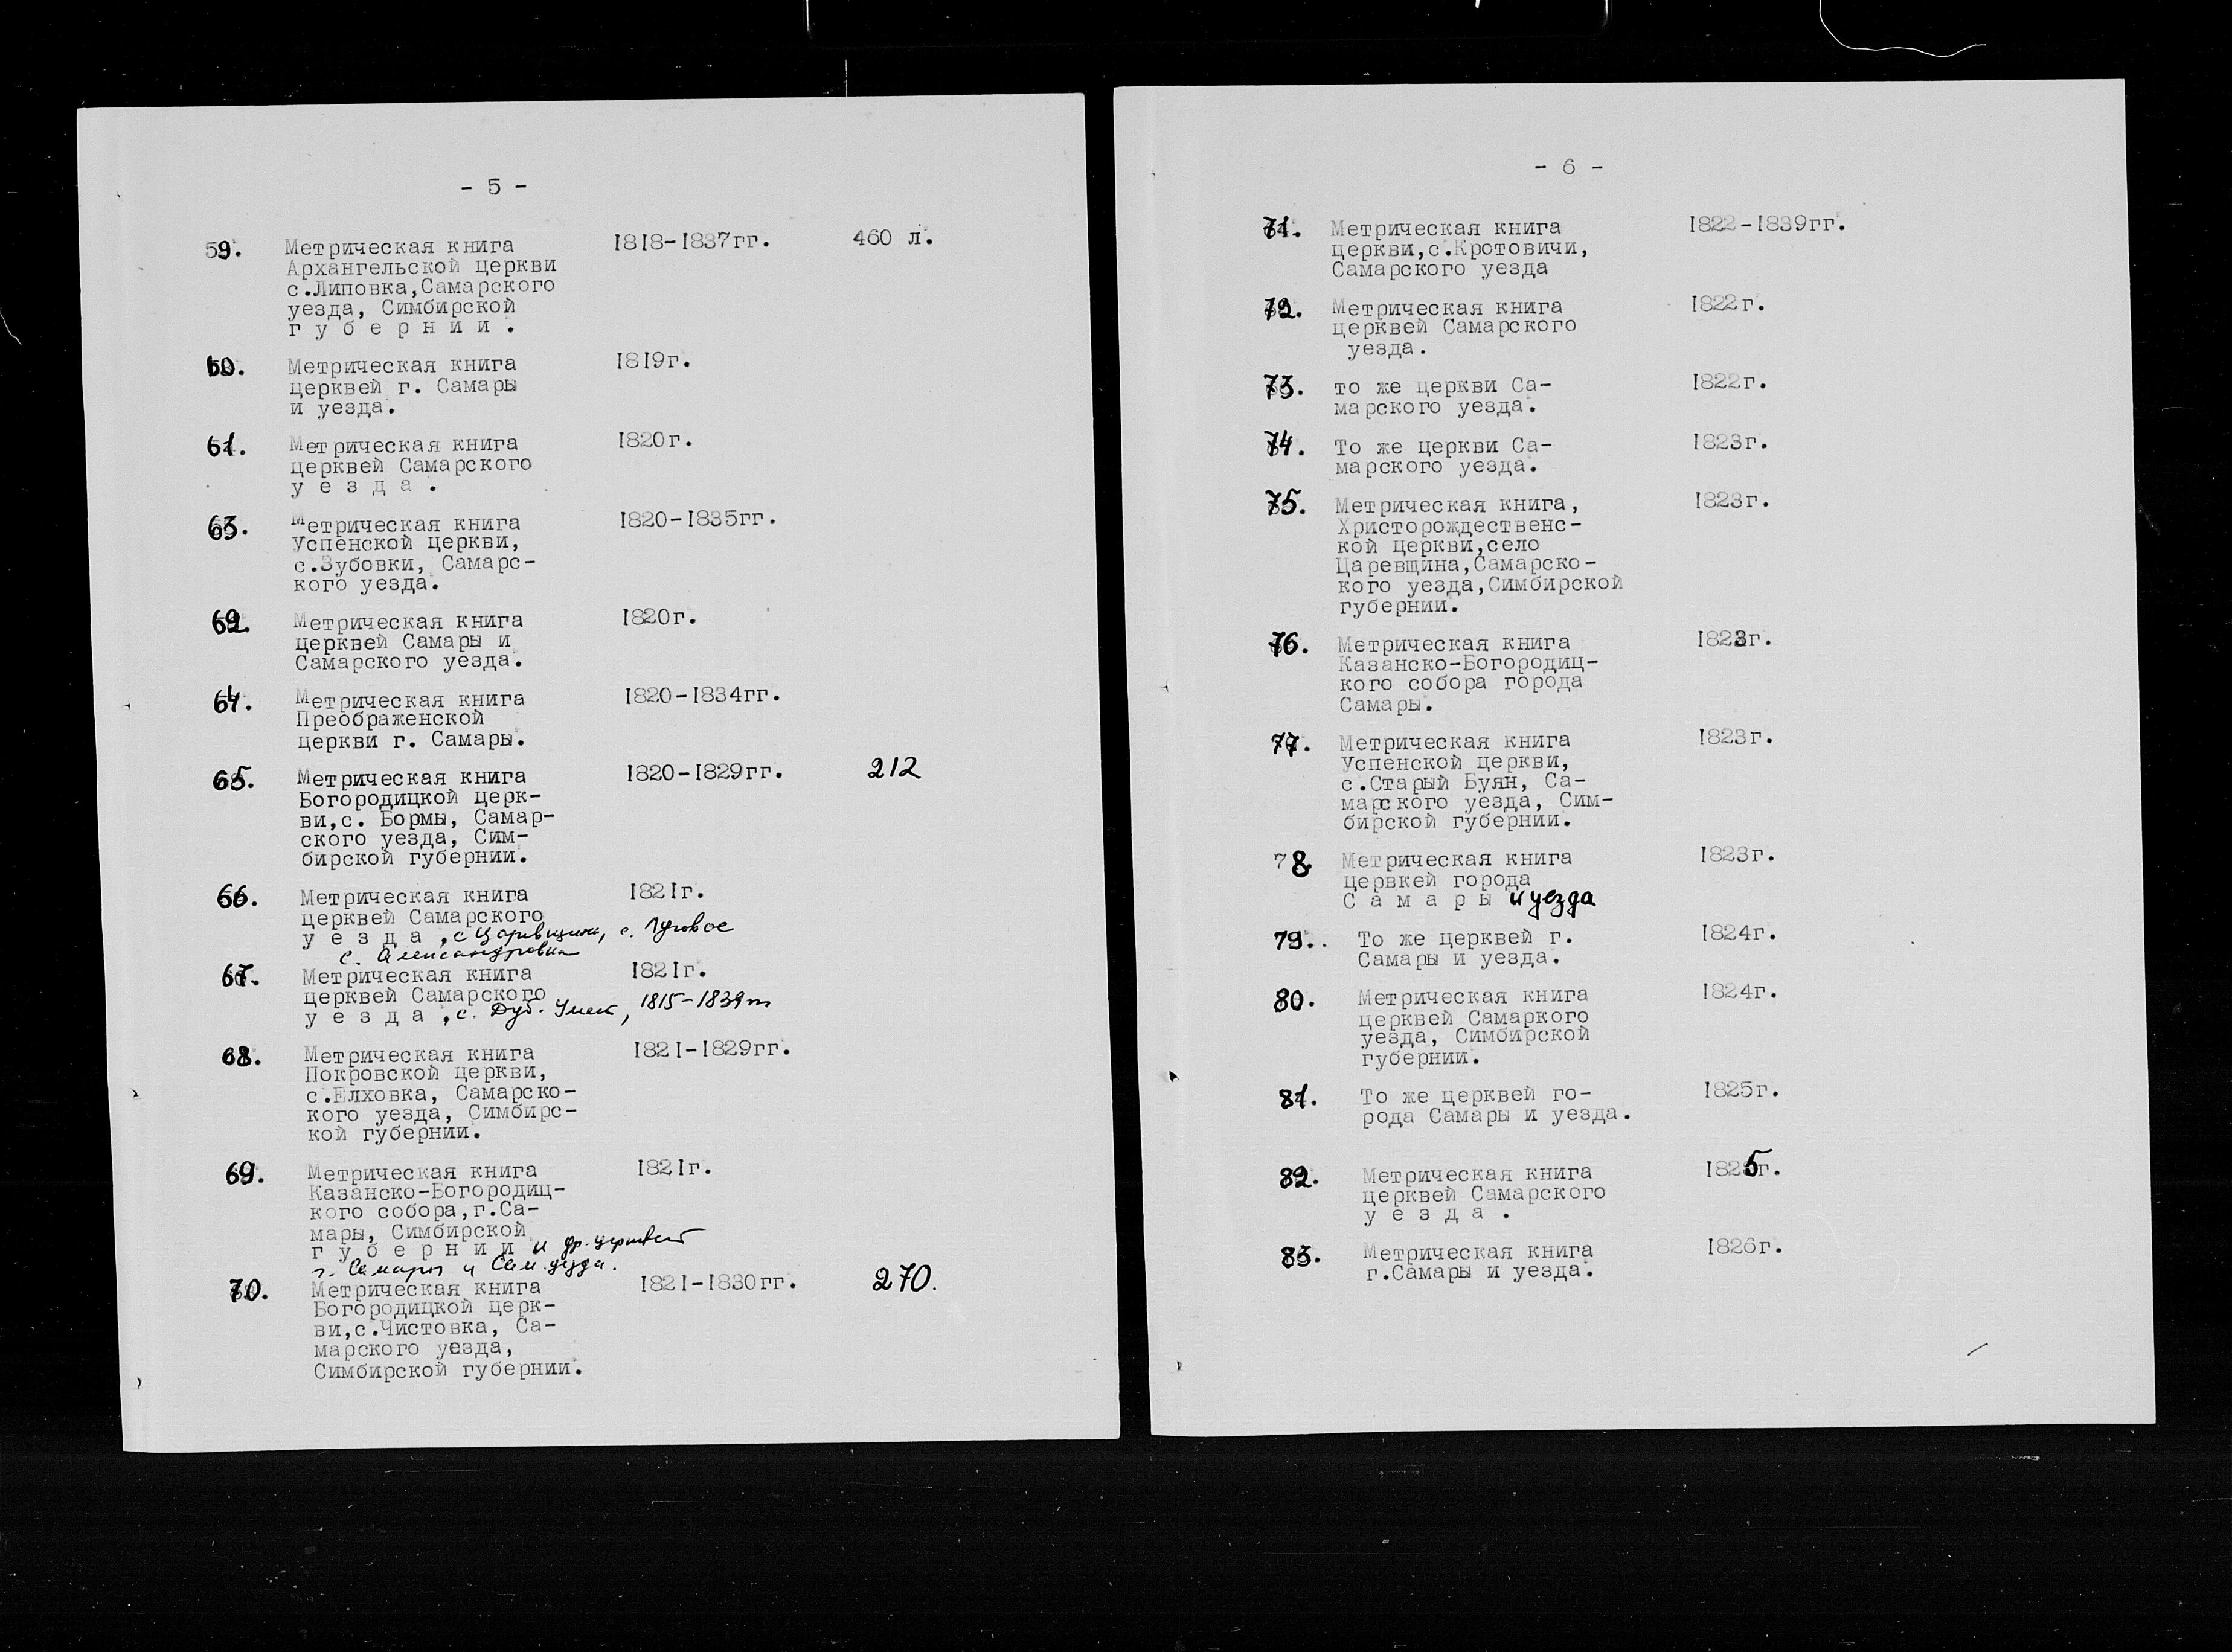 - 5 -
59. Метрическая книга 1818-1837гг. 460 л.
Архангельской церкви
с.Липовка,Самарского
уезда, Симбирской
г у б е р н и и .
60. Метрическая книга 1819г.
церквей г. Самары
и уезда.
61. Метрическая книга 1820г.
церквей Самарского
у е з д а .
63. Метрическая книга 1820-1835гг.
Успенской церкви,
с.Зубовки, Самарс-
кого уезда.
62. Метрическая книга 1820г.
церквей Самары и
Самарского уезда.
64. Метрическая книга 1820-1834гг.
Преображенской
церкви г. Самары.
65. Метрическая книга 1820-1829гг. 212
Богородицкой церк-
ви,с. Бормы, Самар-
ского уезда, Сим-
бирской губернии.
66. Метрическая книга 1821г.
церквей Самарского
у е з д а , с Царевщина, с.
с. Александровка
67. Метрическая книга 1821г.
церквей Самарского
у е з д а , с. Дуб. Умет, 1815-1839гг
68. Метрическая книга 1821-1829гг.
Покровской церкви,
с.Елховка, Самарско-
кого уезда, Симбирс-
кой губернии.
69. Метрическая книга 1821г.
Казанско-Богородиц-
кого собора,г.Са-
мары, Симбирской
г у б е р н и и и др. церквей
г. Самары и Сам. уезда.
70. Метрическая книга 1821-1830гг. 270.
Богородицкой церк-
ви,с.Чистовка, Са-
марского уезда,
Симбирской губернии.
- 6 -
71. Метрическая книга 1822-1839гг.
церкви,с.Кротовичи,
Самарского уезда
72. Метрическая книга 1822г.
церквей Самарского
уезда.
73. то же церкви Са- 1822г.
марского уезда.
74. То же церкви Са- 1823г.
марского уезда.
75. Метрическая книга, 1823г.
Христорождественс-
кой церкви,село
Царевщина,Самарско-
кого уезда,Симбирской
губернии.
76. Метрическая книга 1823г.
Казанско-Богородиц-
кого собора города
Самары.
77. Метрическая книга 1823г.
Успенской церкви,
с.Старый Буян, Са-
марского уезда, Сим-
бирской губернии.
78. Метрическая книга 1823г.
цервкей города
С а м а р ы и уезда
79.. То же церквей г. 1824г.
Самары и уезда.
80. Метрическая книга 1824г.
церквей Самаркого
уезда, Симбирской
губернии.
81. То же церквей го- 1825г.
рода Самары и уезда.
82. Метрическая книга 1825г.
церквей Самарского
у е з д а .
83. Метрическая книга 1826г.
г.Самары и уезда.